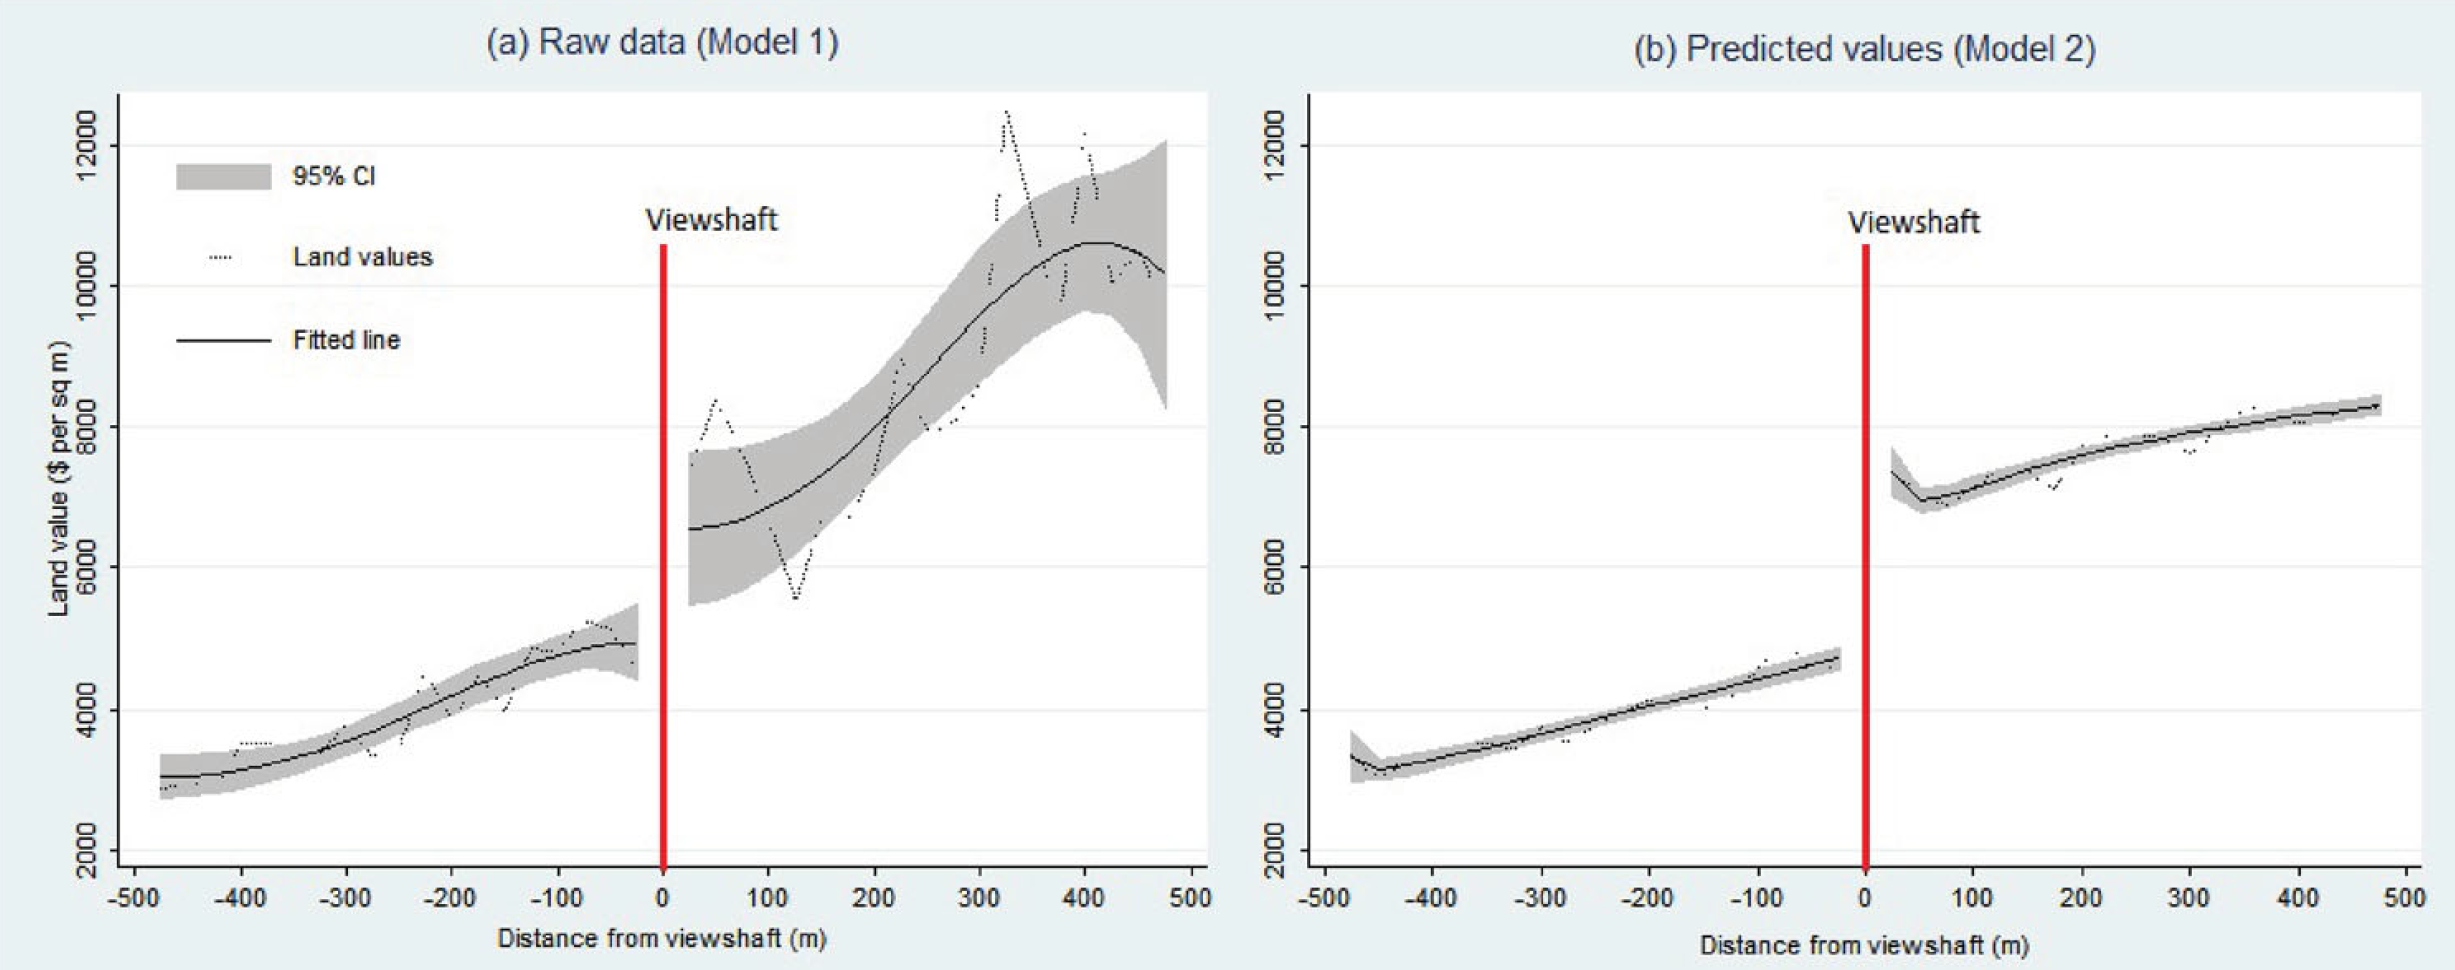 (a) Raw data (Model 1)
Land value ($ per sq m)
12000
10000
8000
6000
4000
2000
95% CI
Land values
Fitted line
Viewshaft
-500 -400 -300 -200 -100 0 100 200 300 400 500
Distance from viewshaft (m)
(b) Predicted values (Model 2)
12000
10000
8000
6000
4000
2000
Viewshaft
-500 -400 -300 -200 -100 0 100 200 300 400 500
Distance from viewshaft (m)